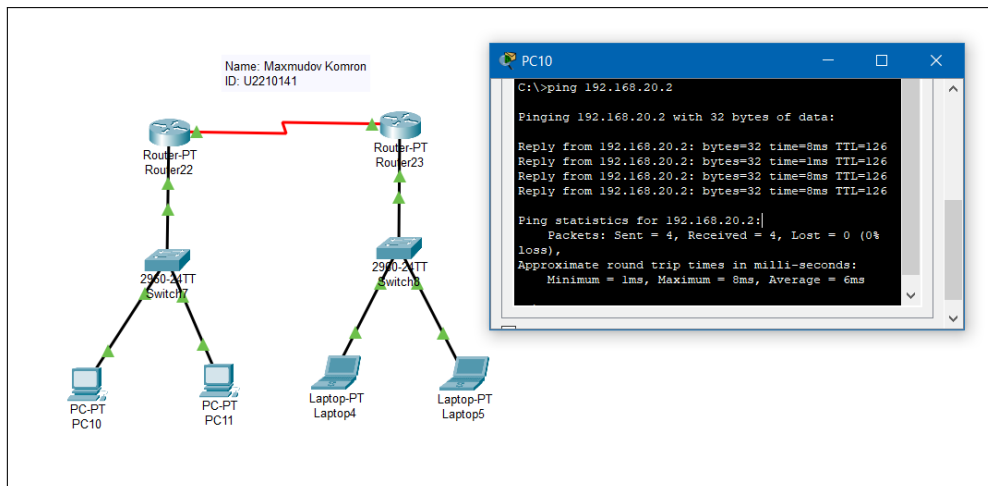 Name: Maxmudov Komron
ID: U2210141
Router-PT
Router22
Router-PT
Router23
2960-24TT
Switch7
2960-24TT
Switch8
PC-PT
PC10
PC-PT
PC11
Laptop-PT
Laptop4
Laptop-PT
Laptop5
PC10
C:\>ping 192.168.20.2
Pinging 192.168.20.2 with 32 bytes of data:
Reply from 192.168.20.2: bytes=32 time=8ms TTL=126
Reply from 192.168.20.2: bytes=32 time=1ms TTL=126
Reply from 192.168.20.2: bytes=32 time=8ms TTL=126
Reply from 192.168.20.2: bytes=32 time=8ms TTL=126
Ping statistics for 192.168.20.2:
Packets: Sent = 4, Received = 4, Lost = 0 (0%
loss),
Approximate round trip times in milli-seconds:
Minimum = 1ms, Maximum = 8ms, Average = 6ms